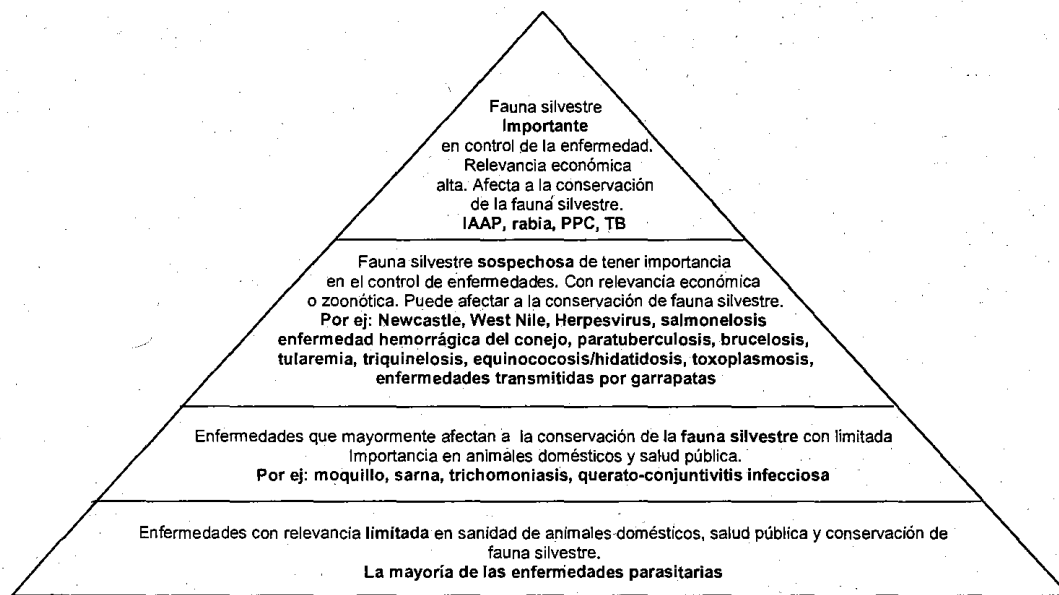 Fauna silvestre
Importante
en control de la enfermedad.
Relevancia económica
alta. Afecta a la conservación
de la fauna silvestre.
IAAP, rabia, PPC, TB
Fauna silvestre sospechosa de tener importancia
en el control de enfermedades. Con relevancia económica
o zoonótica. Puede afectar a la conservación de fauna silvestre.
Por ej: Newcastle, West Nile, Herpesvirus, salmonelosis
enfermedad hemorrágica del conejo, paratuberculosis, brucelosis,
tularemia, triquinelosis, equinococosis/hidatidosis, toxoplasmosis,
enfermedades transmitidas por garrapatas
Enfermedades que mayormente afectan a la conservación de la fauna silvestre con limitada
Importancia en animales domésticos y salud pública.
Por ej: moquillo, sarna, trichomoniasis, querato-conjuntivitis infecciosa
Enfermedades con relevancia limitada en sanidad de animales domésticos, salud pública y conservación de
fauna silvestre.
La mayoría de las enfermedades parasitarias